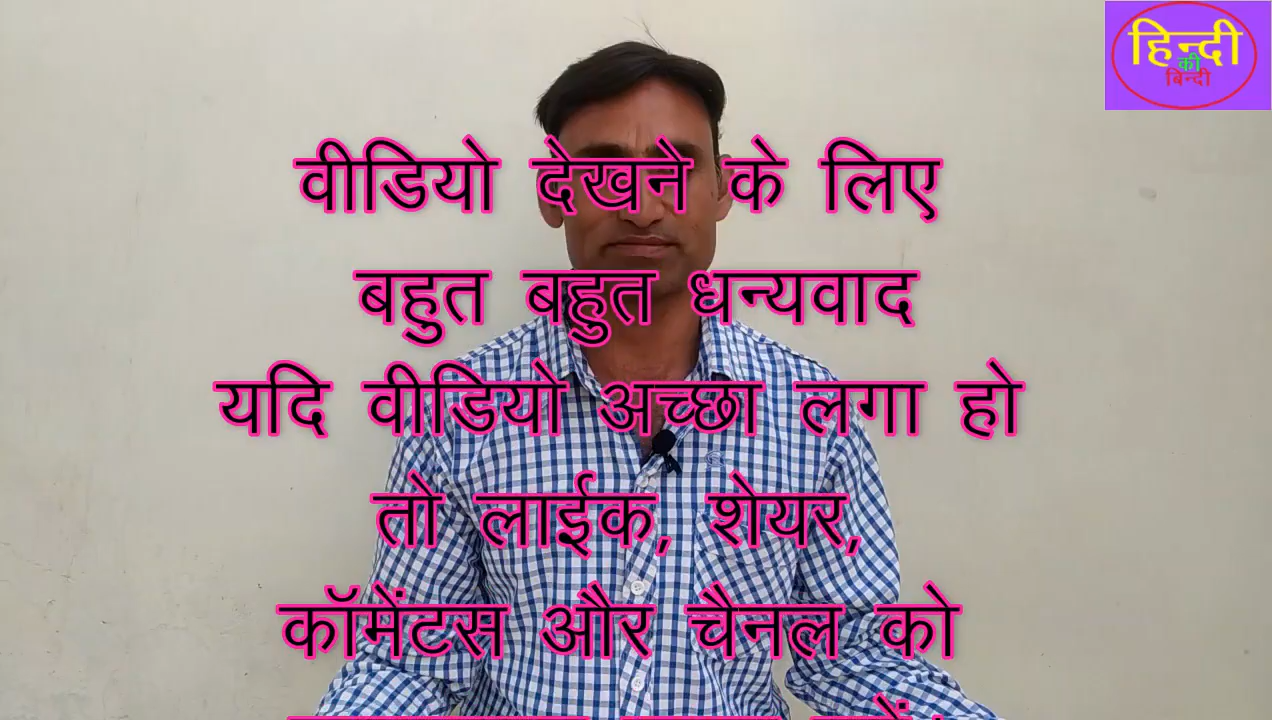 हिन्दी
की
बिन्दी
वीडियो देखने के लिए
बहुत बहुत धन्यवाद
यदि वीडियो अच्छा लगा हो
तो लाईक, शेयर,
कॉमेंटस और चैनल को